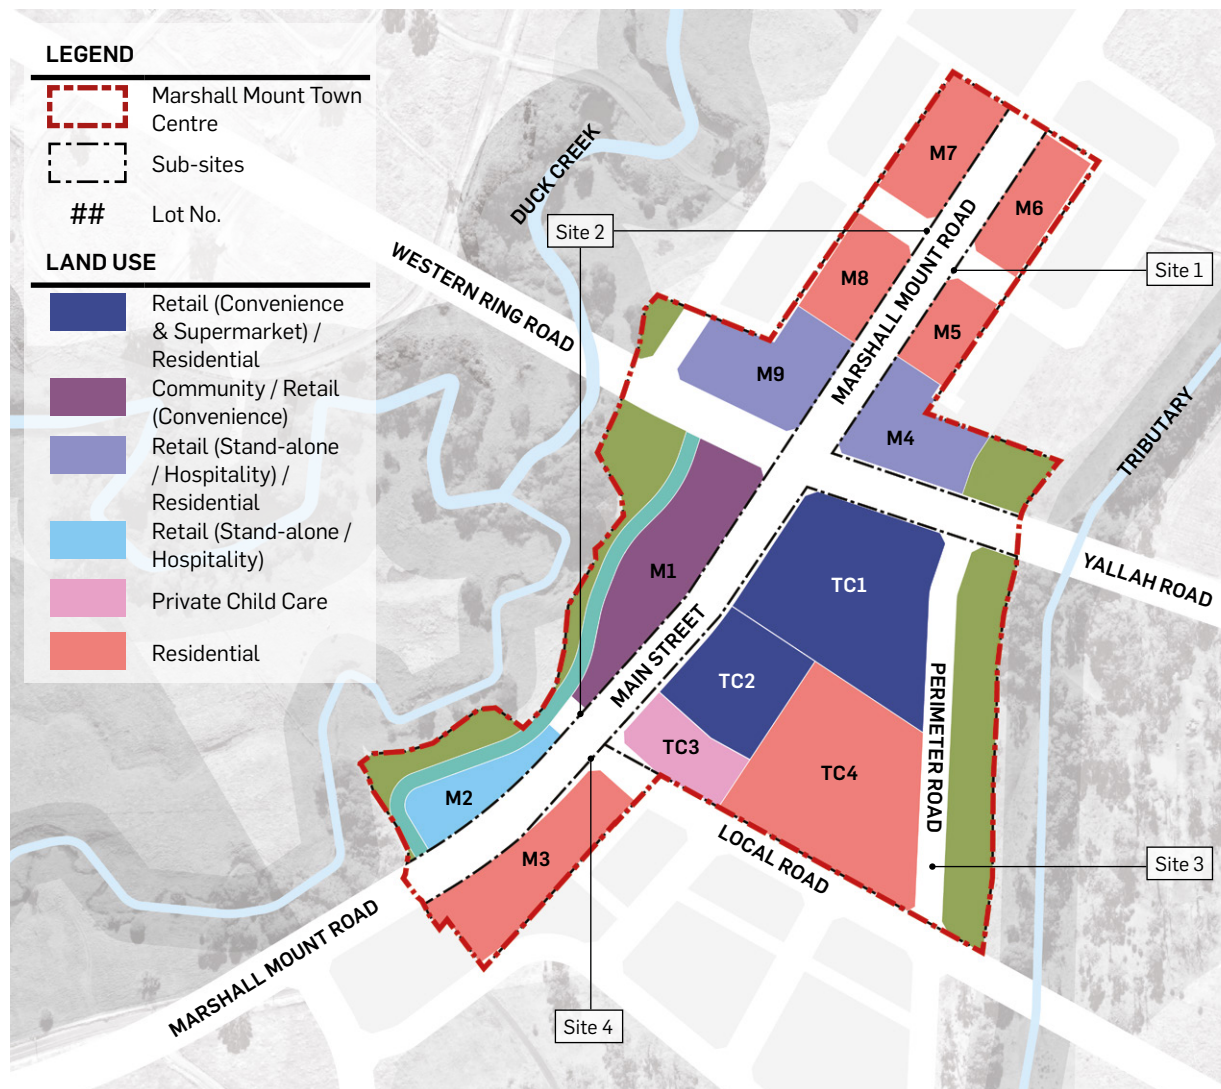 LEGEND
Marshall Mount Town
Centre
Sub-sites
##
Lot No.
LAND USE
Retail (Convenience
& Supermarket) /
Residential
Community / Retail
(Convenience)
Retail (Stand-alone
/ Hospitality) /
Residential
Retail (Stand-alone /
Hospitality)
Private Child Care
Residential
DUCK CREEK
WESTERN RING ROAD
Site 2
M7
M6
MARSHALL MOUNT ROAD
Site 1
M8
M5
M9
M4
TRIBUTARY
YALLAH ROAD
M1
TC1
MAIN STREET
TC2
PERIMETER ROAD
TC3
TC4
M2
M3
LOCAL ROAD
Site 3
MARSHALL MOUNT ROAD
Site 4